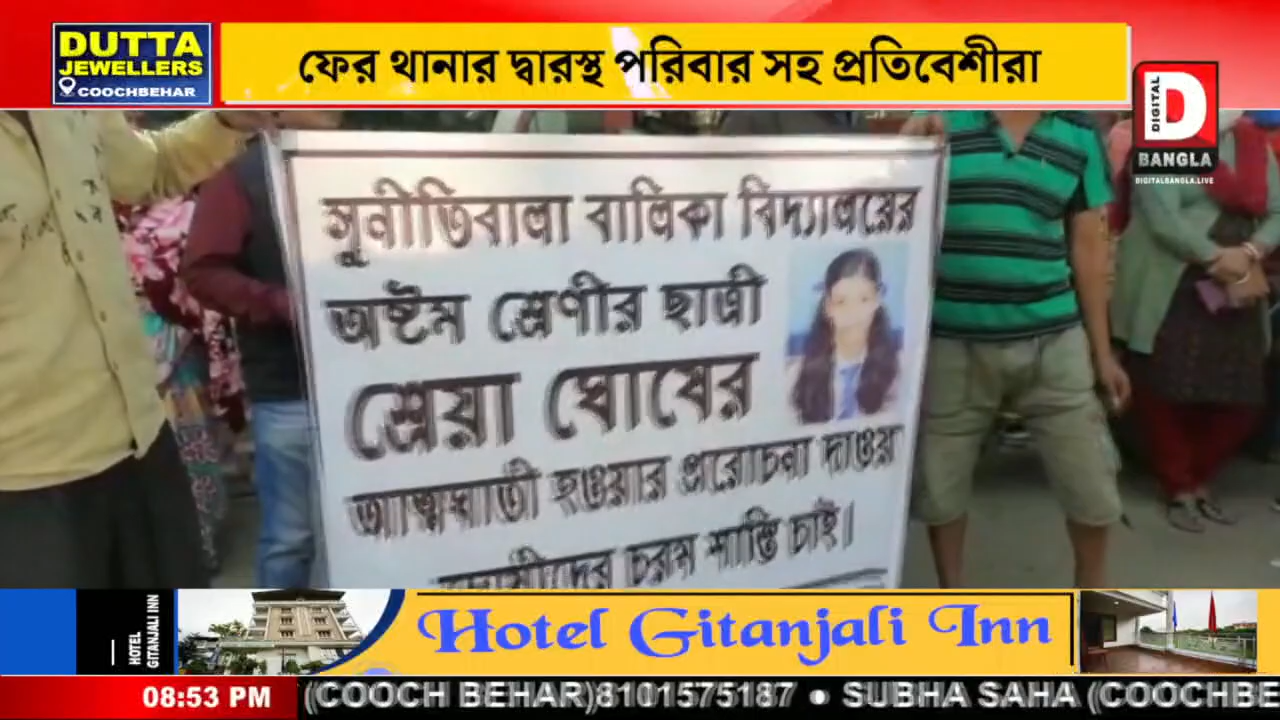 DUTTA
JEWELLERS
COOCHBEHAR
ফের থানার দ্বারস্থ পরিবার সহ প্রতিবেশীরা
DIGITAL
BANGLA
DIGITALBANGLA.LIVE
সুনীতিবালা বালিকা বিদ্যালয়ের
অষ্টম শ্রেণীর ছাত্রী
শ্রেয়া ঘোষের
আত্মঘাতী হওয়ার প্ররোচনা দাওয়
চরম শাস্তি চাই।
HOTEL
GITANJALI INN
Hotel Gitanjali Inn
08:53 PM
(COOCH BEHAR)8101575187 • SUBHA SAHA (COOCHBE